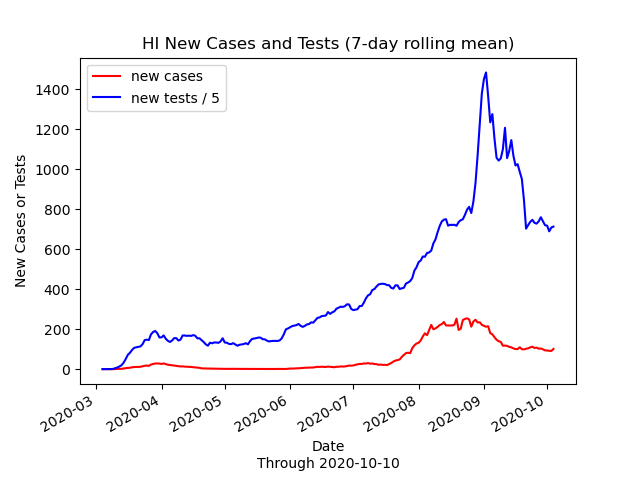 HI New Cases and Tests (7-day rolling mean)
new cases
new tests / 5
New Cases or Tests
1400
1200
1000
800
600
400
200
0
2020-03
2020-04
2020-05
2020-06
2020-07
2020-08
2020-09
2020-10
Date
Through 2020-10-10